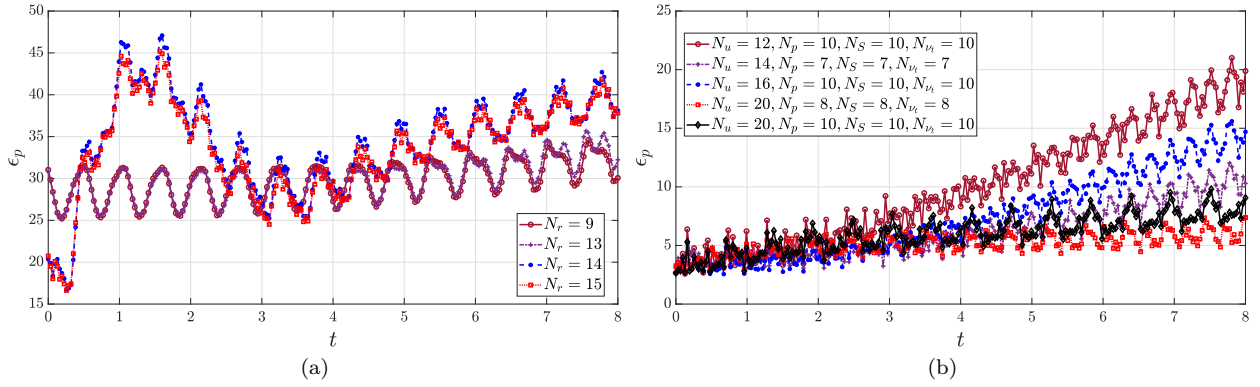 50
45
40
35
30
25
20
15
ϵ_p
0 1 2 3 4 5 6 7 8
t
N_r = 9
N_r = 13
N_r = 14
N_r = 15
(a)
25
20
15
10
5
0
ϵ_p
0 1 2 3 4 5 6 7 8
t
N_u = 12, N_p = 10, N_S = 10, N_{ν_t} = 10
N_u = 14, N_p = 7, N_S = 7, N_{ν_t} = 7
N_u = 16, N_p = 10, N_S = 10, N_{ν_t} = 10
N_u = 20, N_p = 8, N_S = 8, N_{ν_t} = 8
N_u = 20, N_p = 10, N_S = 10, N_{ν_t} = 10
(b)